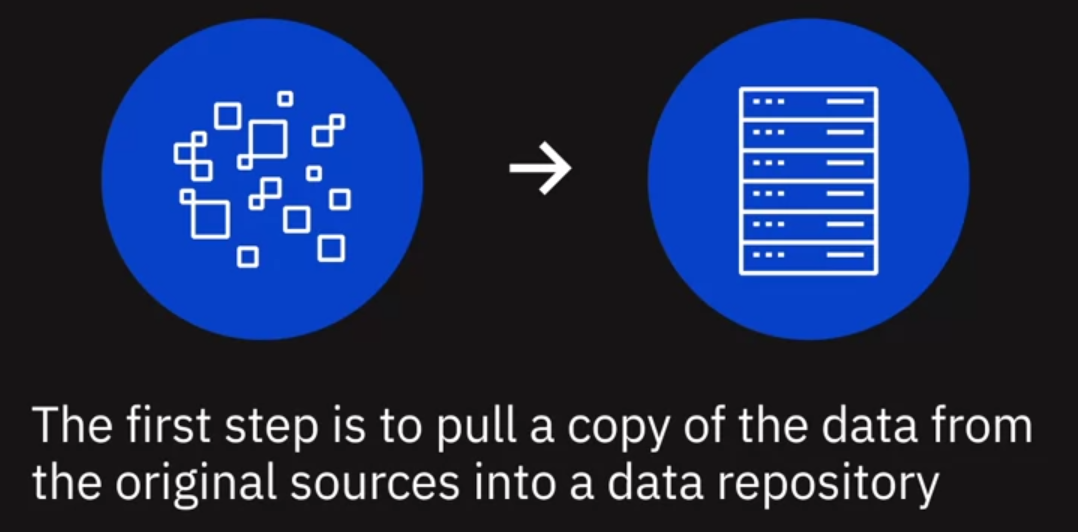 The first step is to pull a copy of the data from
the original sources into a data repository